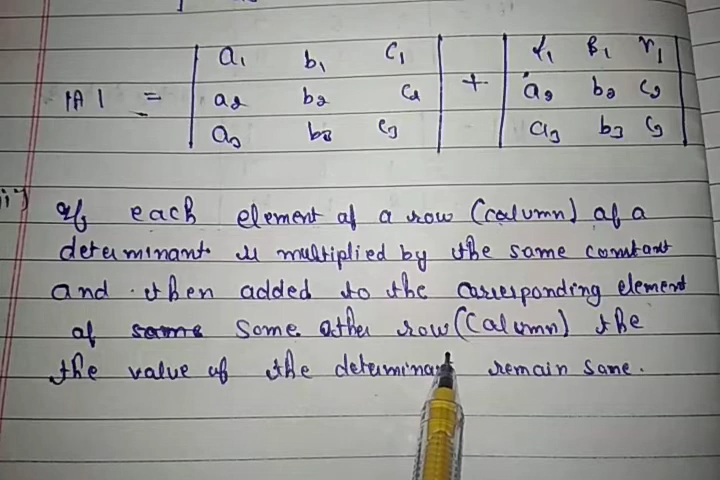 a₁ b₁ c₁ α₁ β₁ γ₁
|A| = a₂ b₂ c₂ + a₂ b₂ c₂
a₃ b₃ c₃ a₃ b₃ c₃
ii) If each element of a row (column) of a
determinant is multiplied by the same constant
and then added to the corresponding element
of some other row (column) the
the value of the determinant remain same.